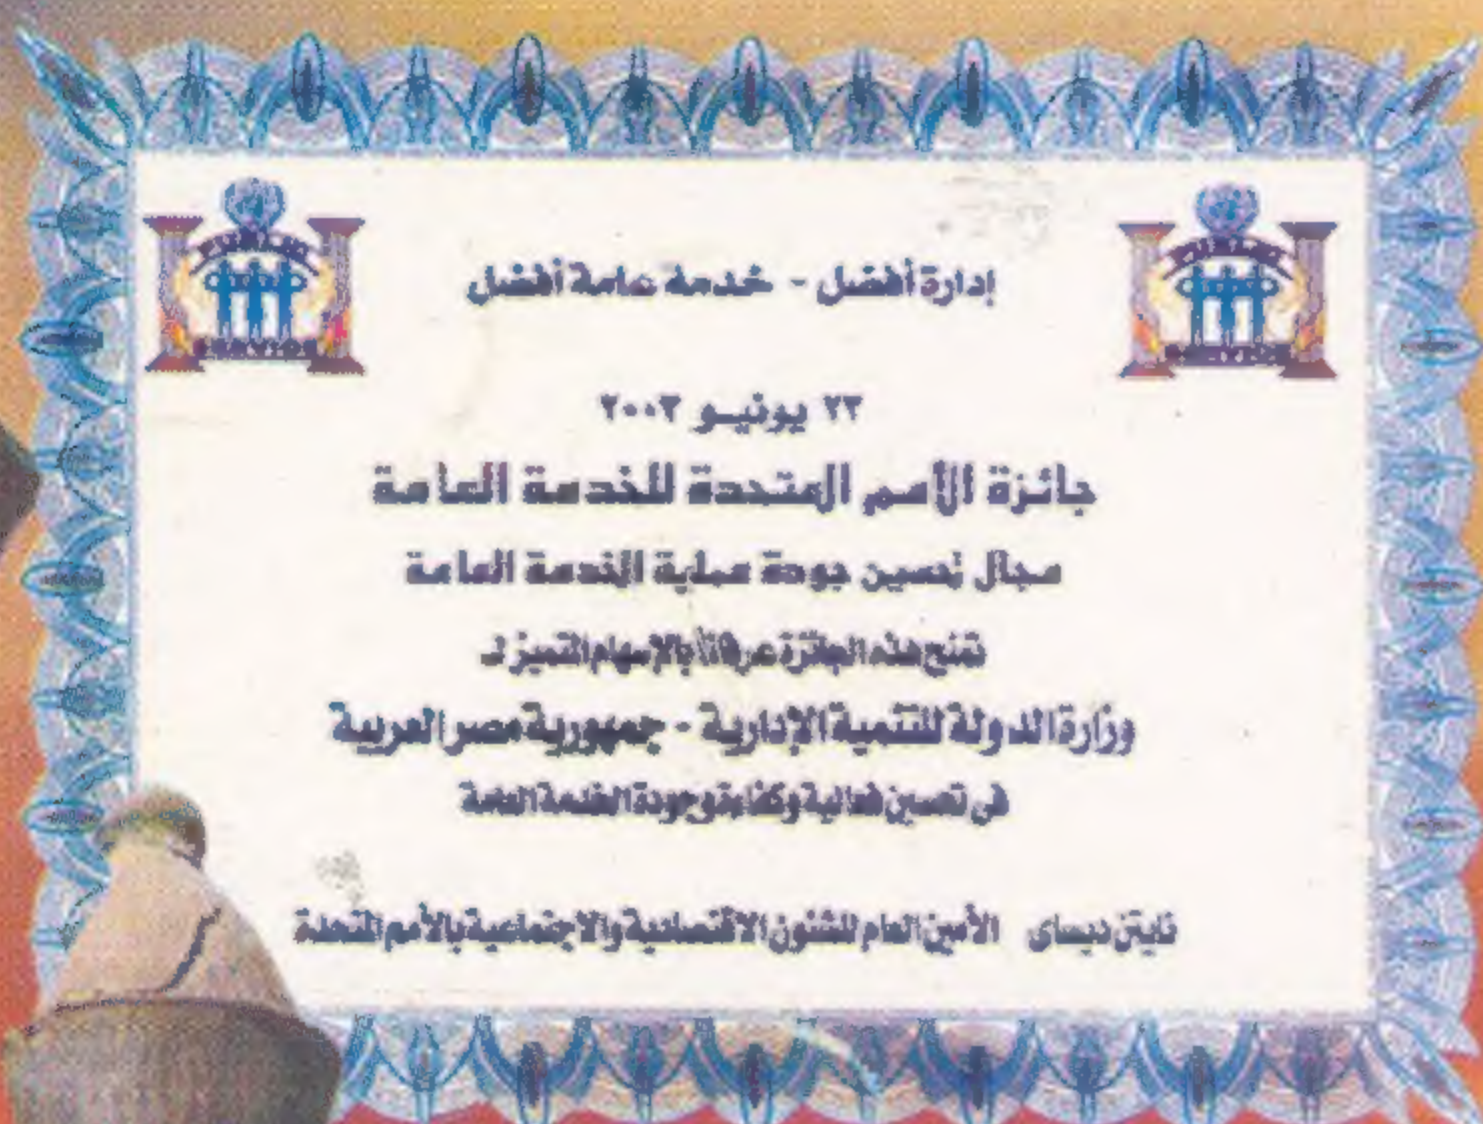 إدارة أفضل - خدمة عامة أفضل
٢٣ يونيو ٢٠٠٣
جائزة الأمم المتحدة للخدمة العامة
مجال تحسين جودة عملية الخدمة العامة
تمنح هذه الجائزة عرفاناً بالإسهام المتميز لـ
وزارة الدولة للتنمية الإدارية - جمهورية مصر العربية
فى تحسين فعالية وكفاءة وجودة الخدمة العامة
نايتن ديساى الأمين العام للشئون الاقتصادية والاجتماعية بالأمم المتحدة